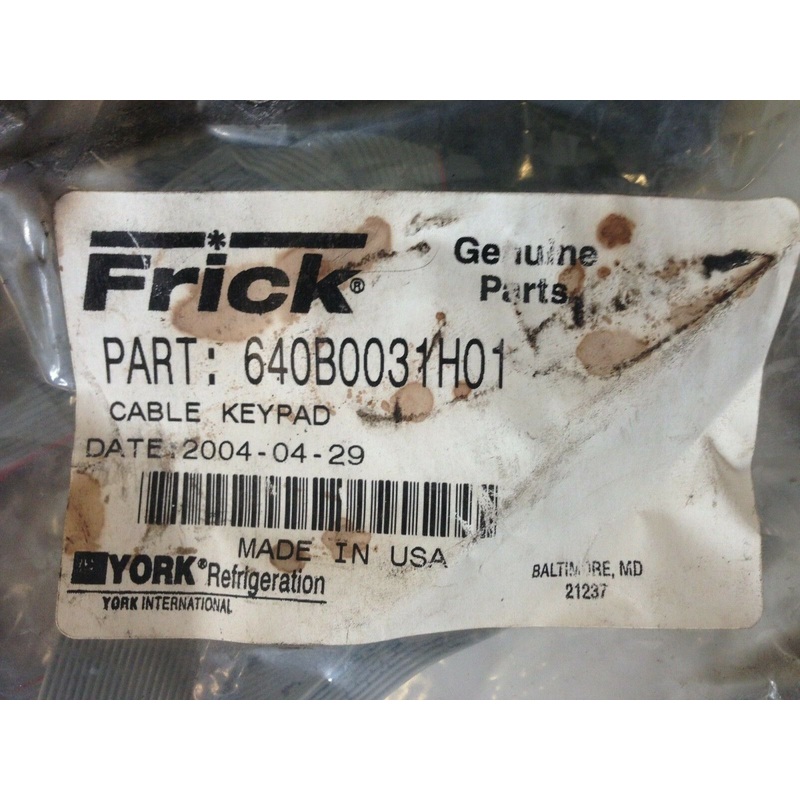 Frick®
Genuine
Parts
PART: 640B0031H01
CABLE KEYPAD
DATE:2004-04-29
MADE IN USA
YORK® Refrigeration
YORK INTERNATIONAL
BALTIMORE, MD
21237